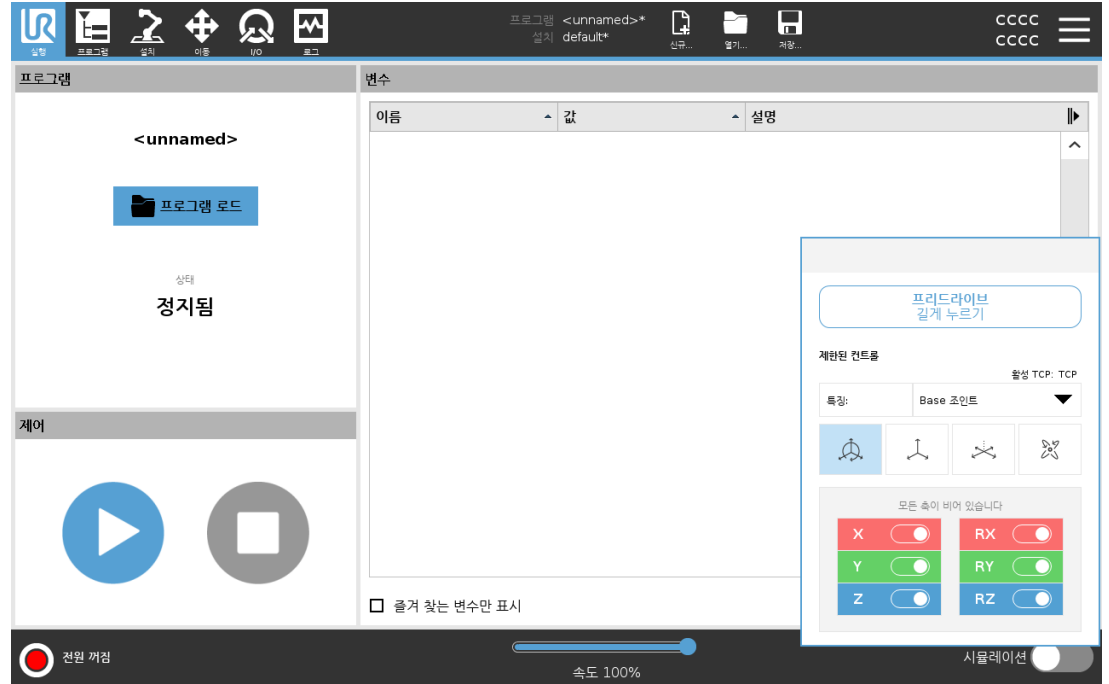 UR
실행
프로그램
설치
이동
I/O
로그
프로그램 <unnamed>*
설치 default*
신규...
열기...
저장...
CCCC
CCCC
프로그램
<unnamed>
프로그램 로드
상태
정지됨
제어
변수
이름
값
설명
즐겨 찾는 변수만 표시
프리드라이브
길게 누르기
제한된 컨트롤
활성 TCP: TCP
특징: Base 조인트
모든 축이 비어 있습니다
X RX
Y RY
Z RZ
전원 꺼짐
속도 100%
시뮬레이션